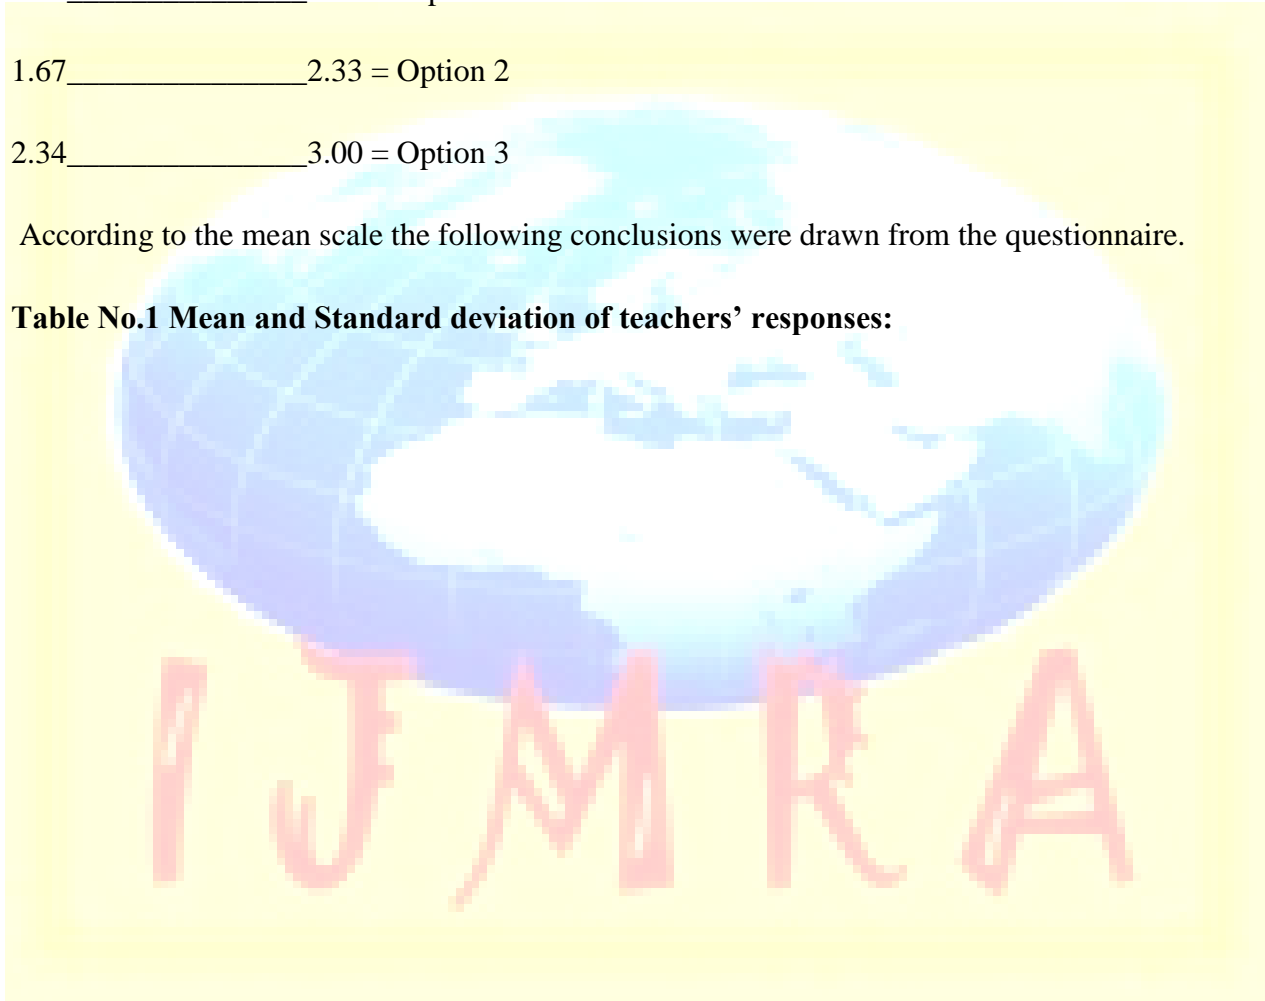 1.67_______________2.33 = Option 2
2.34_______________3.00 = Option 3
According to the mean scale the following conclusions were drawn from the questionnaire.
Table No.1 Mean and Standard deviation of teachers’ responses:
IJMRA